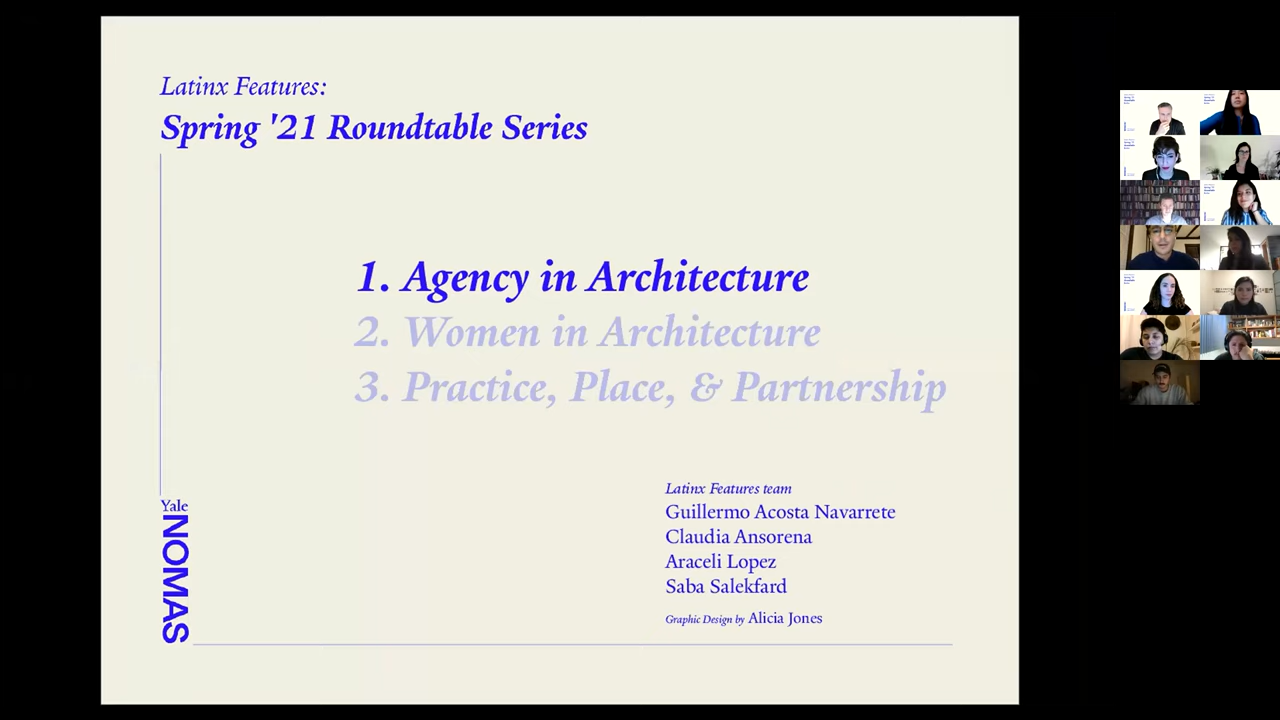 Latinx Features:
Spring '21 Roundtable Series
1. Agency in Architecture
2. Women in Architecture
3. Practice, Place, & Partnership
Latinx Features team
Guillermo Acosta Navarrete
Claudia Ansorena
Araceli Lopez
Saba Salekfard
Graphic Design by Alicia Jones
Yale
NOMAS